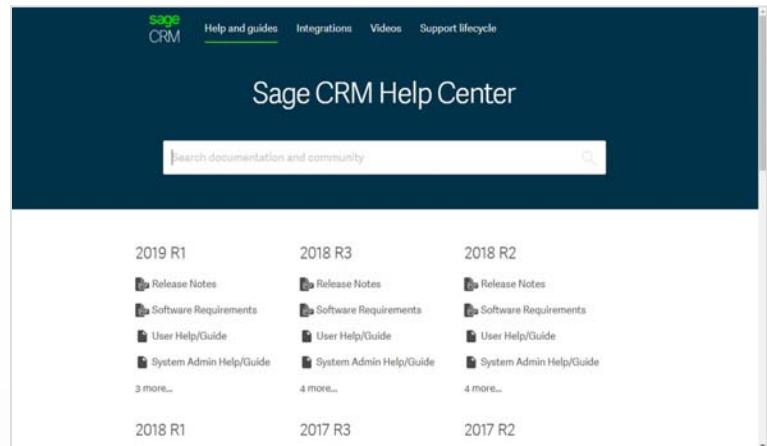 sage
CRM
Help and guides Integrations Videos Support lifecycle
Sage CRM Help Center
Search documentation and community
2019 R1
Release Notes
Software Requirements
User Help/Guide
System Admin Help/Guide
3 more...
2018 R3
Release Notes
Software Requirements
User Help/Guide
System Admin Help/Guide
4 more...
2018 R2
Release Notes
Software Requirements
User Help/Guide
System Admin Help/Guide
4 more...
2018 R1
2017 R3
2017 R2